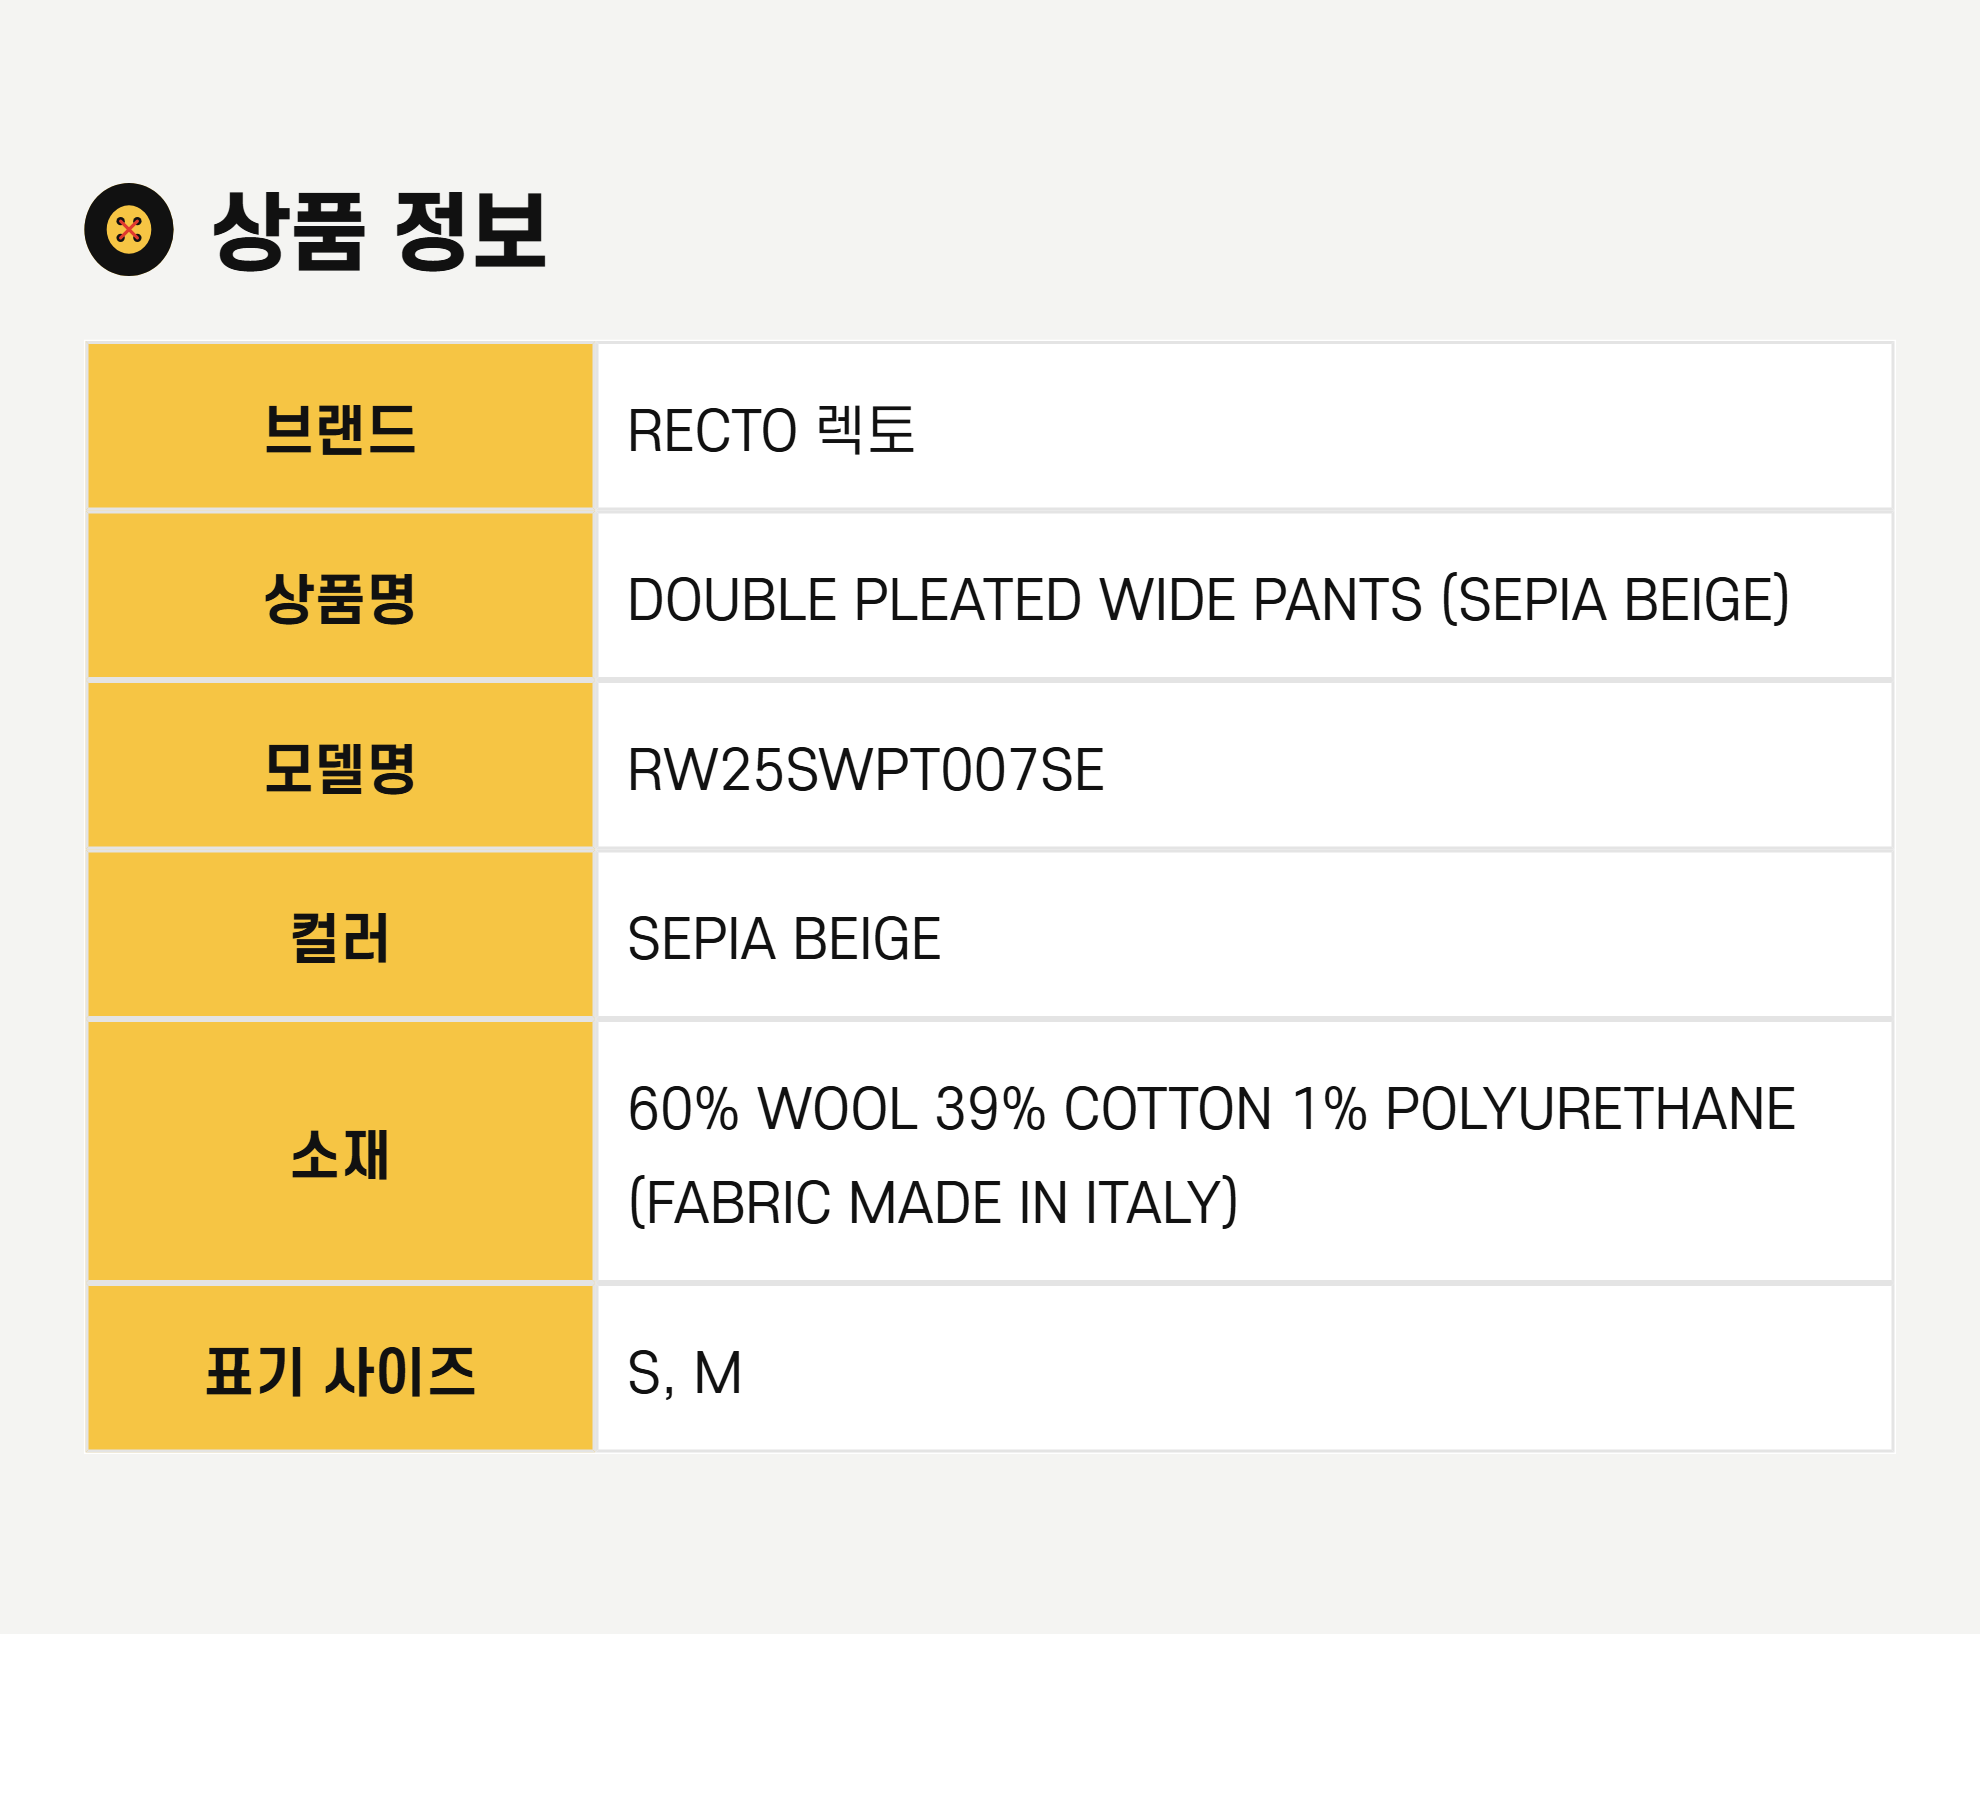 상품 정보
브랜드
RECTO 렉토
상품명
DOUBLE PLEATED WIDE PANTS (SEPIA BEIGE)
모델명
RW25SWPT007SE
컬러
SEPIA BEIGE
소재
60% WOOL 39% COTTON 1% POLYURETHANE
(FABRIC MADE IN ITALY)
표기 사이즈
S, M